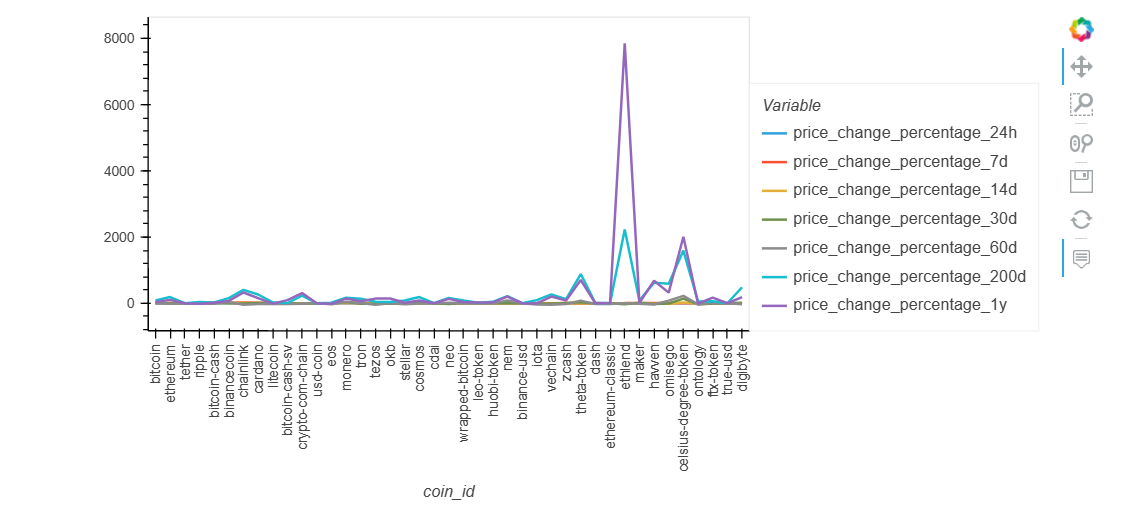 8000
6000
4000
2000
0
bitcoin
ethereum
tether
ripple
bitcoin-cash
binancecoin
chainlink
cardano
litecoin
bitcoin-cash-sv
crypto-com-chain
usd-coin
eos
monero
tron
tezos
okb
stellar
cosmos
cdai
neo
wrapped-bitcoin
leo-token
huobi-token
nem
binance-usd
iota
vechain
zcash
theta-token
dash
ethereum-classic
ethlend
maker
havven
omisego
celsius-degree-token
ontology
ftx-token
true-usd
digibyte
coin_id
Variable
price_change_percentage_24h
price_change_percentage_7d
price_change_percentage_14d
price_change_percentage_30d
price_change_percentage_60d
price_change_percentage_200d
price_change_percentage_1y